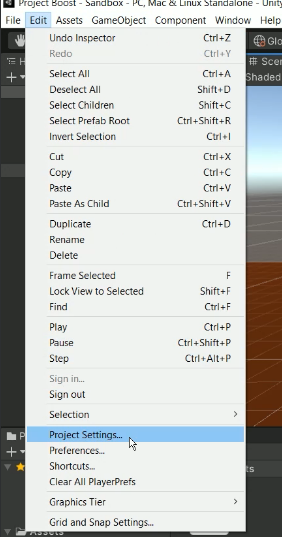 Project Boost - Sandbox - PC, Mac & Linux Standalone - Unity
File Edit Assets GameObject Component Window Help
Undo Inspector Ctrl+Z
Redo Ctrl+Y
Select All Ctrl+A
Deselect All Shift+D
Select Children Shift+C
Select Prefab Root Ctrl+Shift+R
Invert Selection Ctrl+I
Cut Ctrl+X
Copy Ctrl+C
Paste Ctrl+V
Paste As Child Ctrl+Shift+V
Duplicate Ctrl+D
Rename
Delete
Frame Selected F
Lock View to Selected Shift+F
Find Ctrl+F
Play Ctrl+P
Pause Ctrl+Shift+P
Step Ctrl+Alt+P
Sign in...
Sign out
Selection
Project Settings...
Preferences...
Shortcuts...
Clear All PlayerPrefs
Graphics Tier
Grid and Snap Settings...
Assets